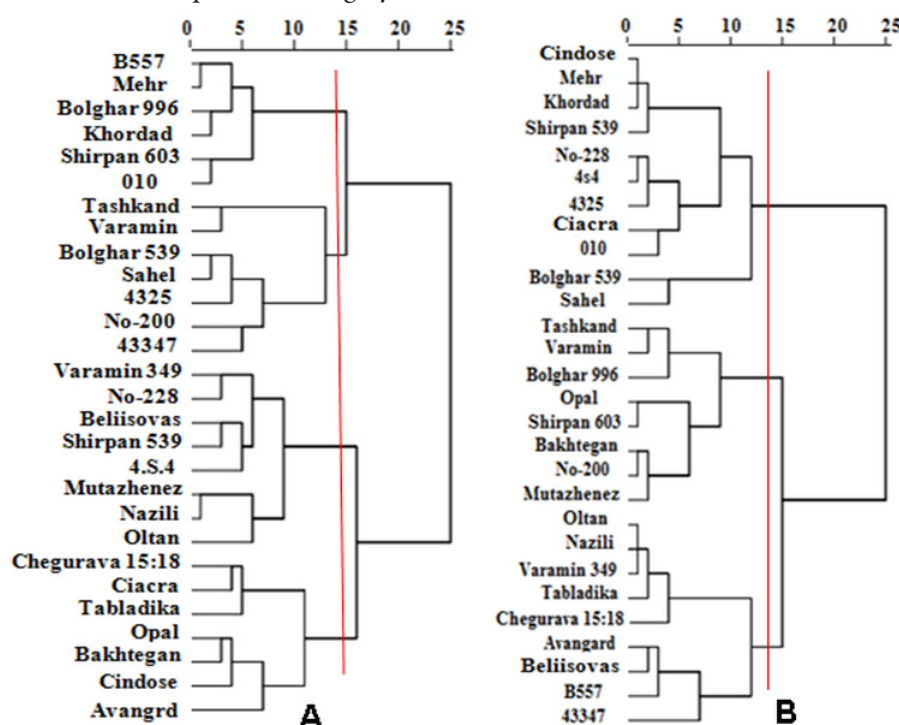 0 5 10 15 20 25
B557
Mehr
Bolghar 996
Khordad
Shirpan 603
010
Tashkand
Varamin
Bolghar 539
Sahel
4325
No-200
43347
Varamin 349
No-228
Beliisovas
Shirpan 539
4.S.4
Mutazhenez
Nazili
Oltan
Chegurava 15:18
Ciacra
Tabladika
Opal
Bakhtegan
Cindose
Avangrd
A
0 5 10 15 20 25
Cindose
Mehr
Khordad
Shirpan 539
No-228
4s4
4325
Ciacra
010
Bolghar 539
Sahel
Tashkand
Varamin
Bolghar 996
Opal
Shirpan 603
Bakhtegan
No-200
Mutazhenez
Oltan
Nazili
Varamin 349
Tabladika
Chegurava 15:18
Avangard
Beliisovas
B557
43347
B